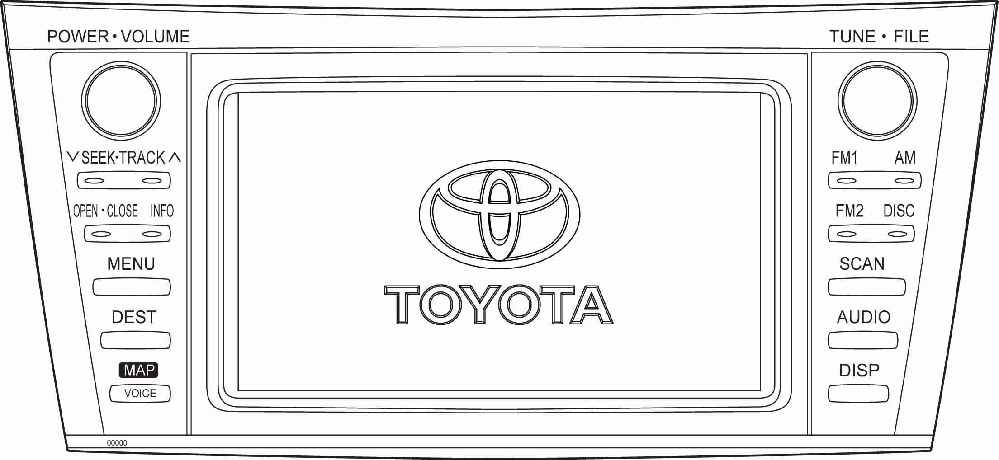 POWER•VOLUME
TUNE • FILE
∨ SEEK•TRACK ∧
FM1 AM
OPEN•CLOSE INFO
FM2 DISC
MENU
SCAN
TOYOTA
DEST
AUDIO
MAP
DISP
VOICE
00000